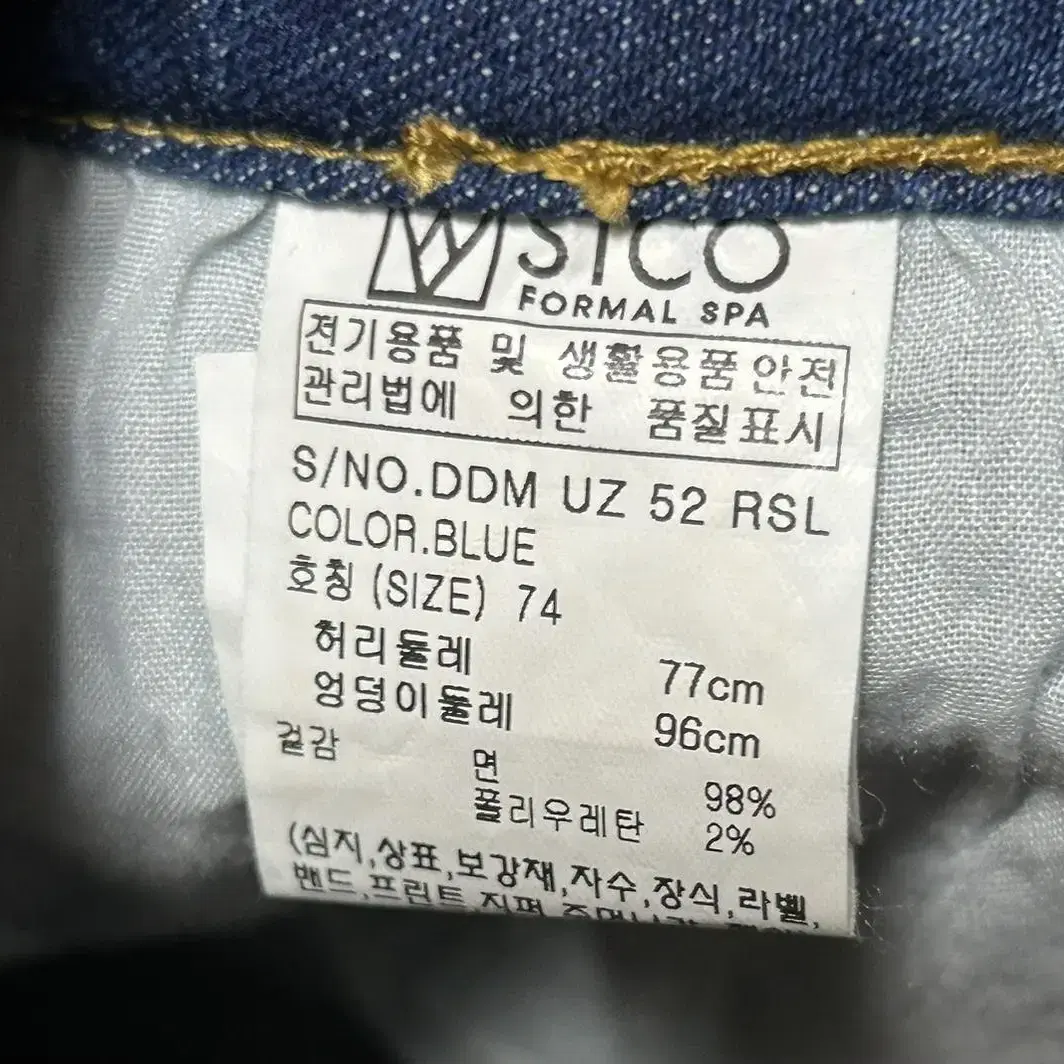 SICO
FORMAL SPA
전기용품 및 생활용품안전
관리법에 의한 품질표시
S/NO.DDM UZ 52 RSL
COLOR.BLUE
호칭 (SIZE) 74
허리둘레 77cm
엉덩이둘레 96cm
겉감 면 98%
폴리우레탄 2%
(심지,상표,보강재,자수,장식,라벨,
밴드,프린트,지퍼,